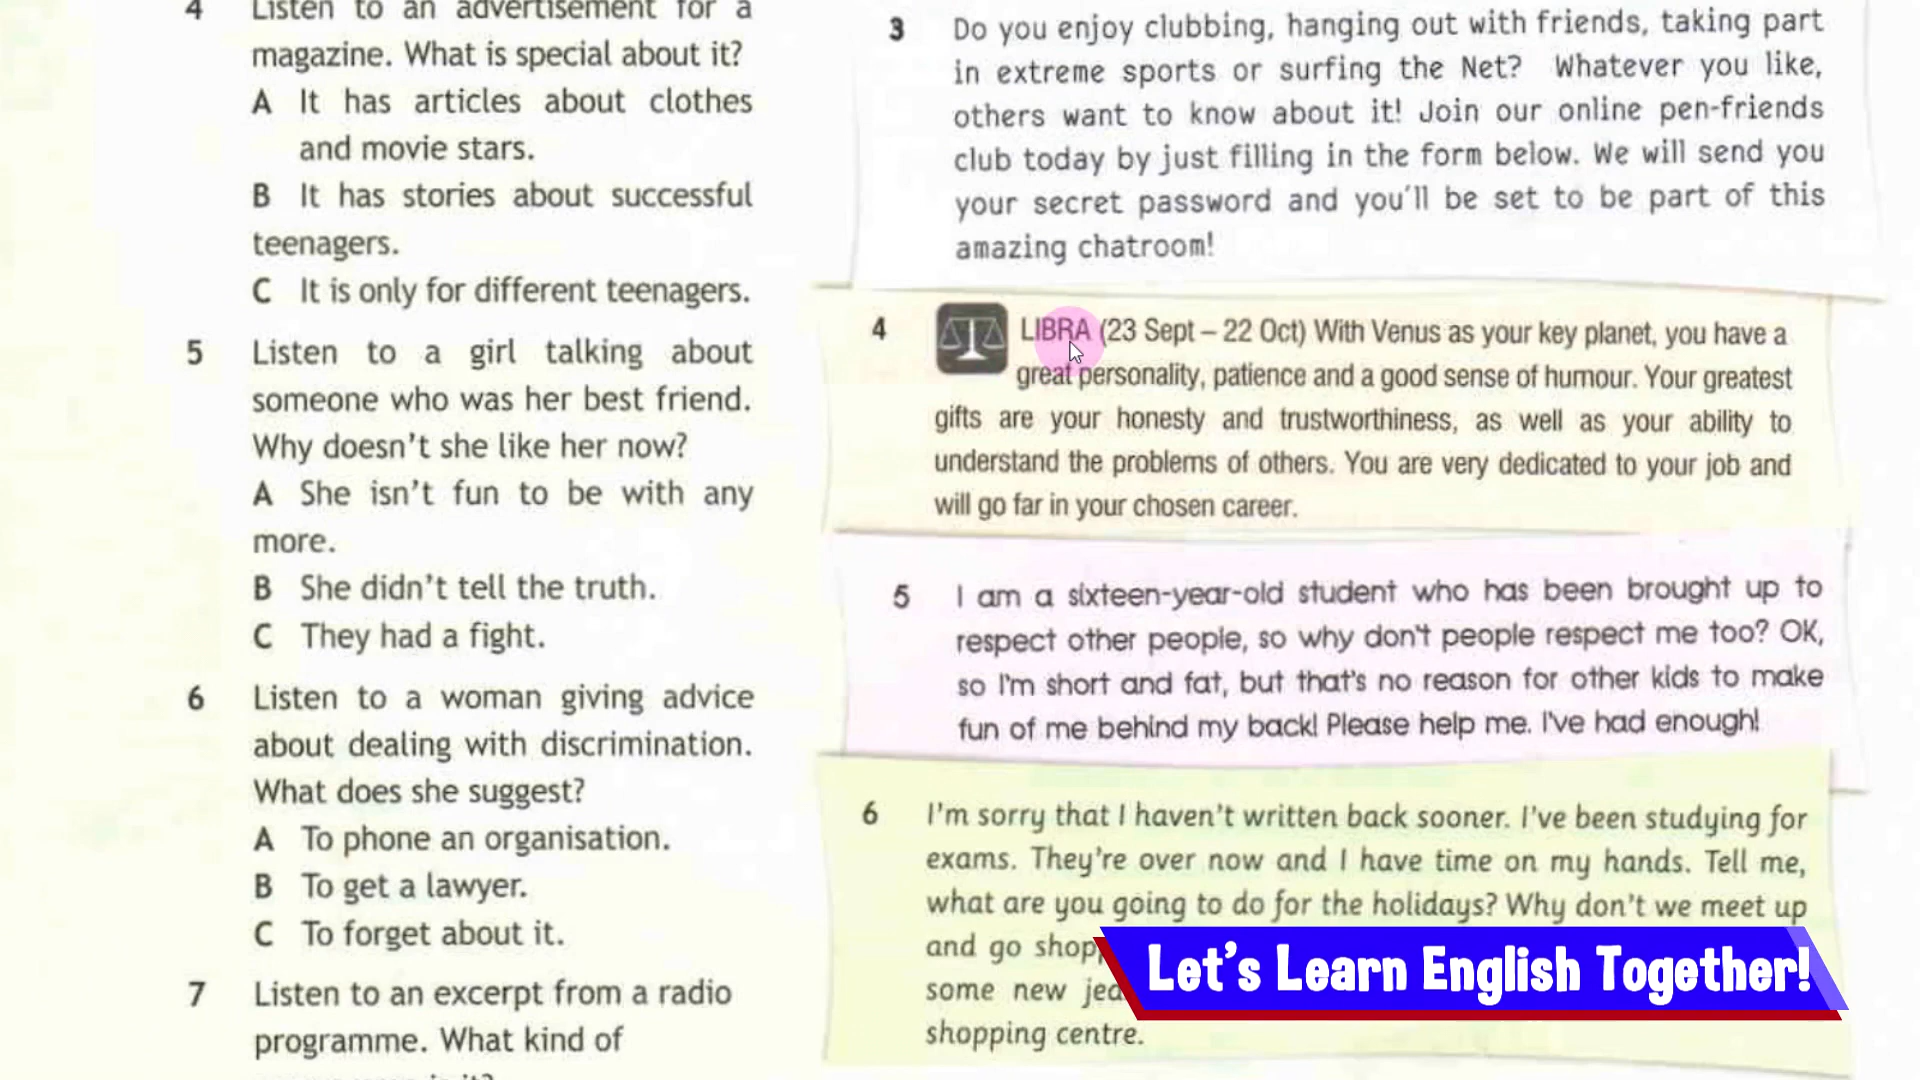 4 Listen to an advertisement for a
magazine. What is special about it?
A It has articles about clothes
and movie stars.
B It has stories about successful
teenagers.
C It is only for different teenagers.
5 Listen to a girl talking about
someone who was her best friend.
Why doesn't she like her now?
A She isn't fun to be with any
more.
B She didn't tell the truth.
C They had a fight.
6 Listen to a woman giving advice
about dealing with discrimination.
What does she suggest?
A To phone an organisation.
B To get a lawyer.
C To forget about it.
7 Listen to an excerpt from a radio
programme. What kind of
3 Do you enjoy clubbing, hanging out with friends, taking part
in extreme sports or surfing the Net? Whatever you like,
others want to know about it! Join our online pen-friends
club today by just filling in the form below. We will send you
your secret password and you'll be set to be part of this
amazing chatroom!
4 LIBRA (23 Sept – 22 Oct) With Venus as your key planet, you have a
great personality, patience and a good sense of humour. Your greatest
gifts are your honesty and trustworthiness, as well as your ability to
understand the problems of others. You are very dedicated to your job and
will go far in your chosen career.
5 I am a sixteen-year-old student who has been brought up to
respect other people, so why don't people respect me too? OK,
so I'm short and fat, but that's no reason for other kids to make
fun of me behind my back! Please help me. I've had enough!
6 I'm sorry that I haven't written back sooner. I've been studying for
exams. They're over now and I have time on my hands. Tell me,
what are you going to do for the holidays? Why don't we meet up
and go
some new
shopping centre.
Let's Learn English Together!